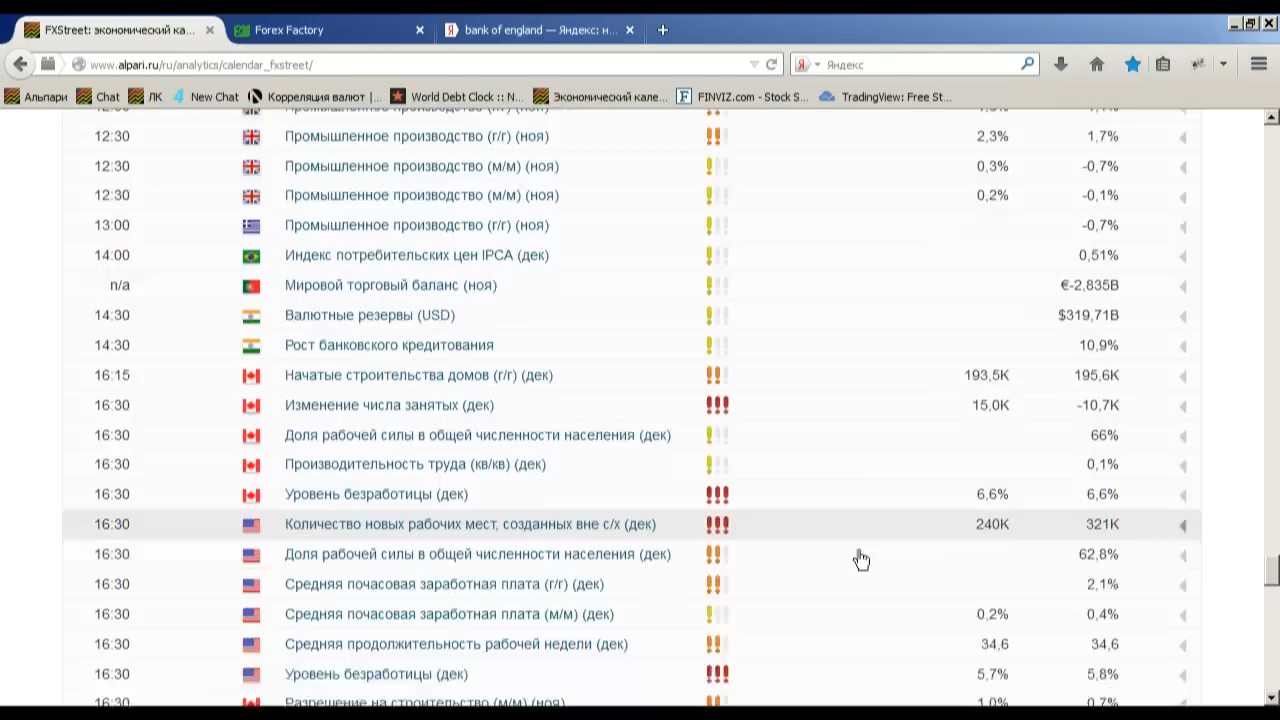 FXStreet: экономический ка...
Forex Factory
bank of england — Яндекс: н...
www.alpari.ru/ru/analytics/calendar_fxstreet/
Яндекс
Альпари Chat ЛК New Chat Корреляция валют |... World Debt Clock :: N... Экономический кале... FINVIZ.com - Stock S... TradingView: Free St...
12:30 Промышленное производство (г/г) (ноя) 2,3% 1,7%
12:30 Промышленное производство (м/м) (ноя) 0,3% -0,7%
12:30 Промышленное производство (м/м) (ноя) 0,2% -0,1%
13:00 Промышленное производство (г/г) (ноя) -0,7%
14:00 Индекс потребительских цен IPCA (дек) 0,51%
n/a Мировой торговый баланс (ноя) €-2,835B
14:30 Валютные резервы (USD) $319,71B
14:30 Рост банковского кредитования 10,9%
16:15 Начатые строительства домов (г/г) (дек) 193,5K 195,6K
16:30 Изменение числа занятых (дек) 15,0K -10,7K
16:30 Доля рабочей силы в общей численности населения (дек) 66%
16:30 Производительность труда (кв/кв) (дек) 0,1%
16:30 Уровень безработицы (дек) 6,6% 6,6%
16:30 Количество новых рабочих мест, созданных вне с/х (дек) 240K 321K
16:30 Доля рабочей силы в общей численности населения (дек) 62,8%
16:30 Средняя почасовая заработная плата (г/г) (дек) 2,1%
16:30 Средняя почасовая заработная плата (м/м) (дек) 0,2% 0,4%
16:30 Средняя продолжительность рабочей недели (дек) 34,6 34,6
16:30 Уровень безработицы (дек) 5,7% 5,8%
16:30 Разрешение на строительство (м/м) (ноя) 1,0% 0,7%